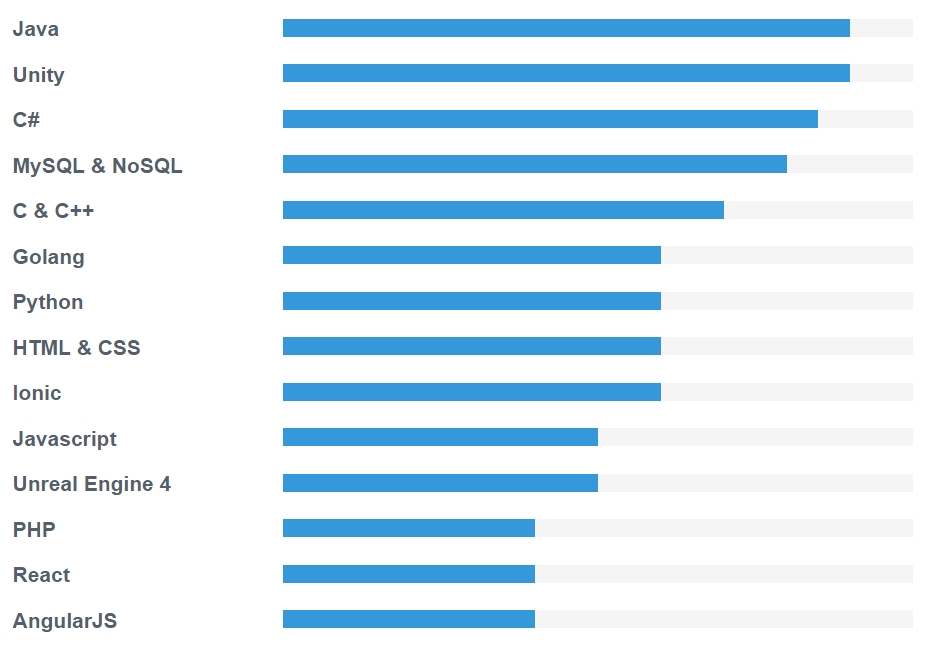 Java
Unity
C#
MySQL & NoSQL
C & C++
Golang
Python
HTML & CSS
Ionic
Javascript
Unreal Engine 4
PHP
React
AngularJS